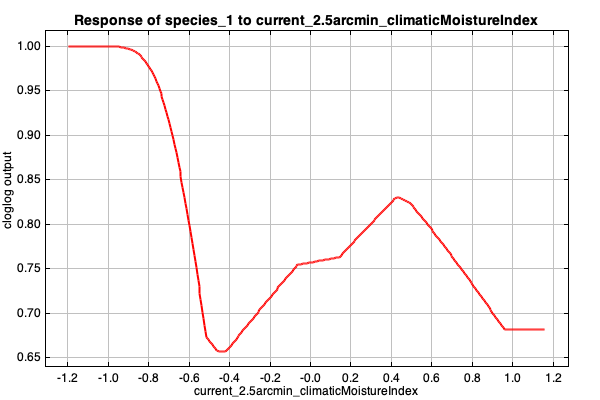 Response of species_1 to current_2.5arcmin_climaticMoistureIndex
1.00
0.95
0.90
0.85
0.80
0.75
0.70
0.65
cloglog output
-1.2 -1.0 -0.8 -0.6 -0.4 -0.2 -0.0 0.2 0.4 0.6 0.8 1.0 1.2
current_2.5arcmin_climaticMoistureIndex